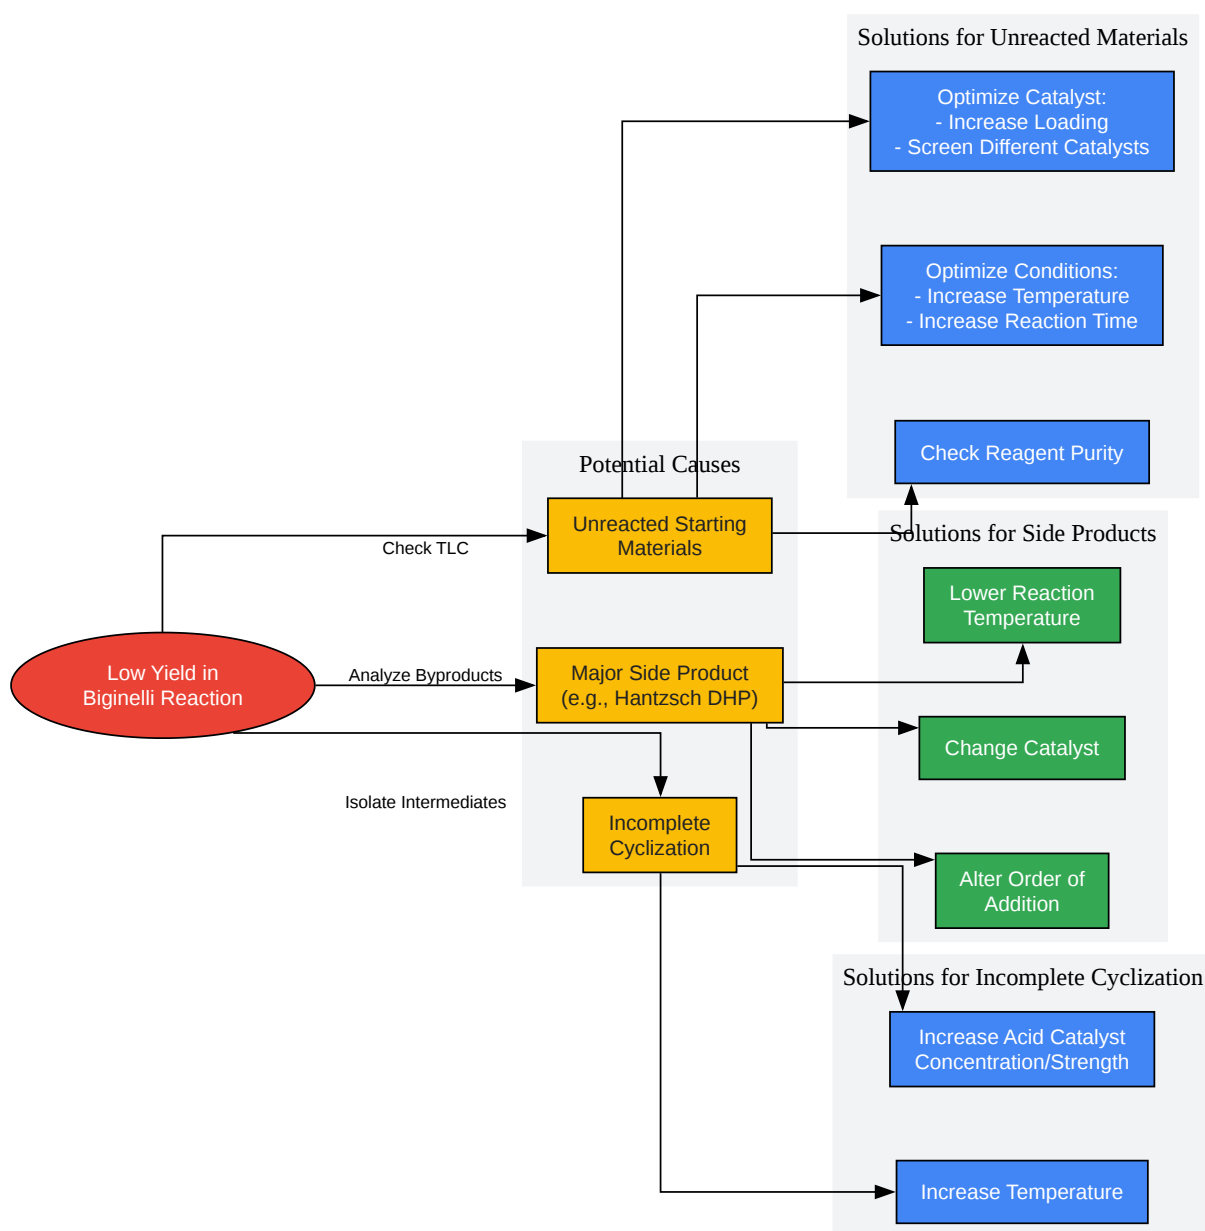 Solutions for Unreacted Materials
Optimize Catalyst:
- Increase Loading
- Screen Different Catalysts
Optimize Conditions:
- Increase Temperature
- Increase Reaction Time
Check Reagent Purity
Potential Causes
Unreacted Starting
Materials
Check TLC
Solutions for Side Products
Lower Reaction
Temperature
Low Yield in
Biginelli Reaction
Analyze Byproducts
Major Side Product
(e.g., Hantzsch DHP)
Change Catalyst
Isolate Intermediates
Incomplete
Cyclization
Alter Order of
Addition
Solutions for Incomplete Cyclization
Increase Acid Catalyst
Concentration/Strength
Increase Temperature